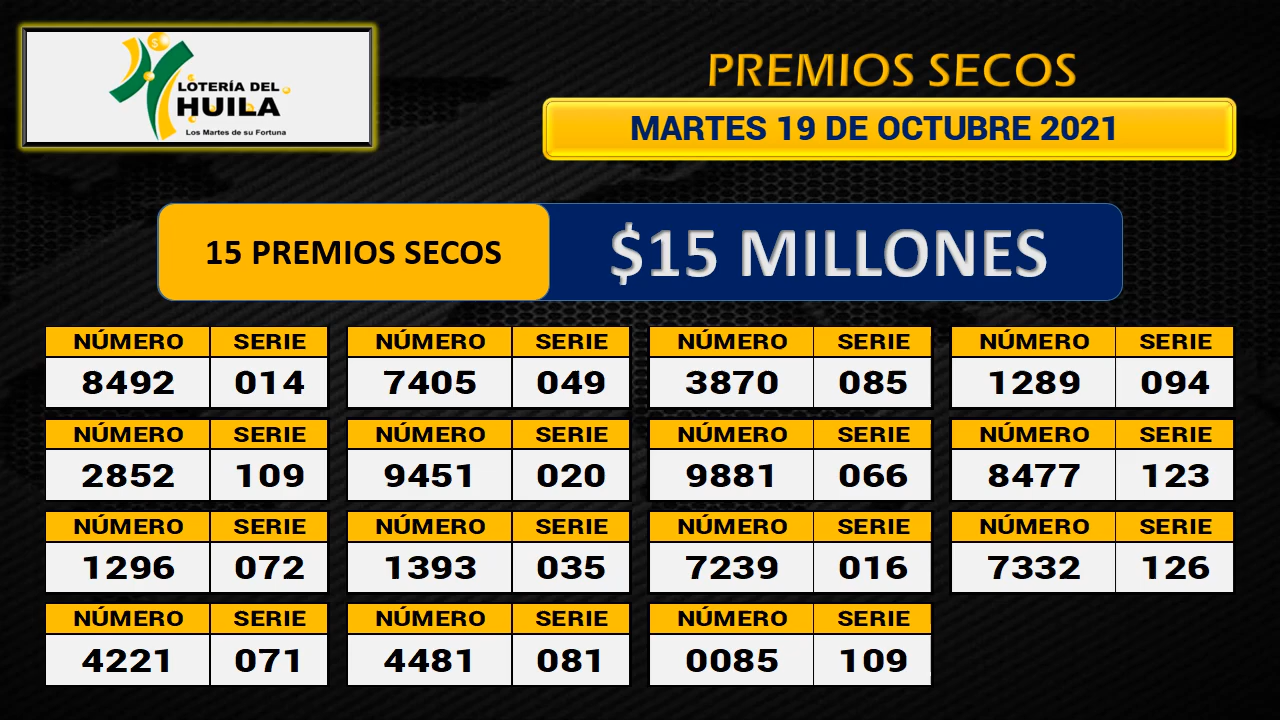 LOTERÍA DEL
HUILA
Los Martes de su Fortuna
PREMIOS SECOS
MARTES 19 DE OCTUBRE 2021
15 PREMIOS SECOS $15 MILLONES
NÚMERO SERIE NÚMERO SERIE NÚMERO SERIE NÚMERO SERIE
8492 014 7405 049 3870 085 1289 094
NÚMERO SERIE NÚMERO SERIE NÚMERO SERIE NÚMERO SERIE
2852 109 9451 020 9881 066 8477 123
NÚMERO SERIE NÚMERO SERIE NÚMERO SERIE NÚMERO SERIE
1296 072 1393 035 7239 016 7332 126
NÚMERO SERIE NÚMERO SERIE NÚMERO SERIE
4221 071 4481 081 0085 109